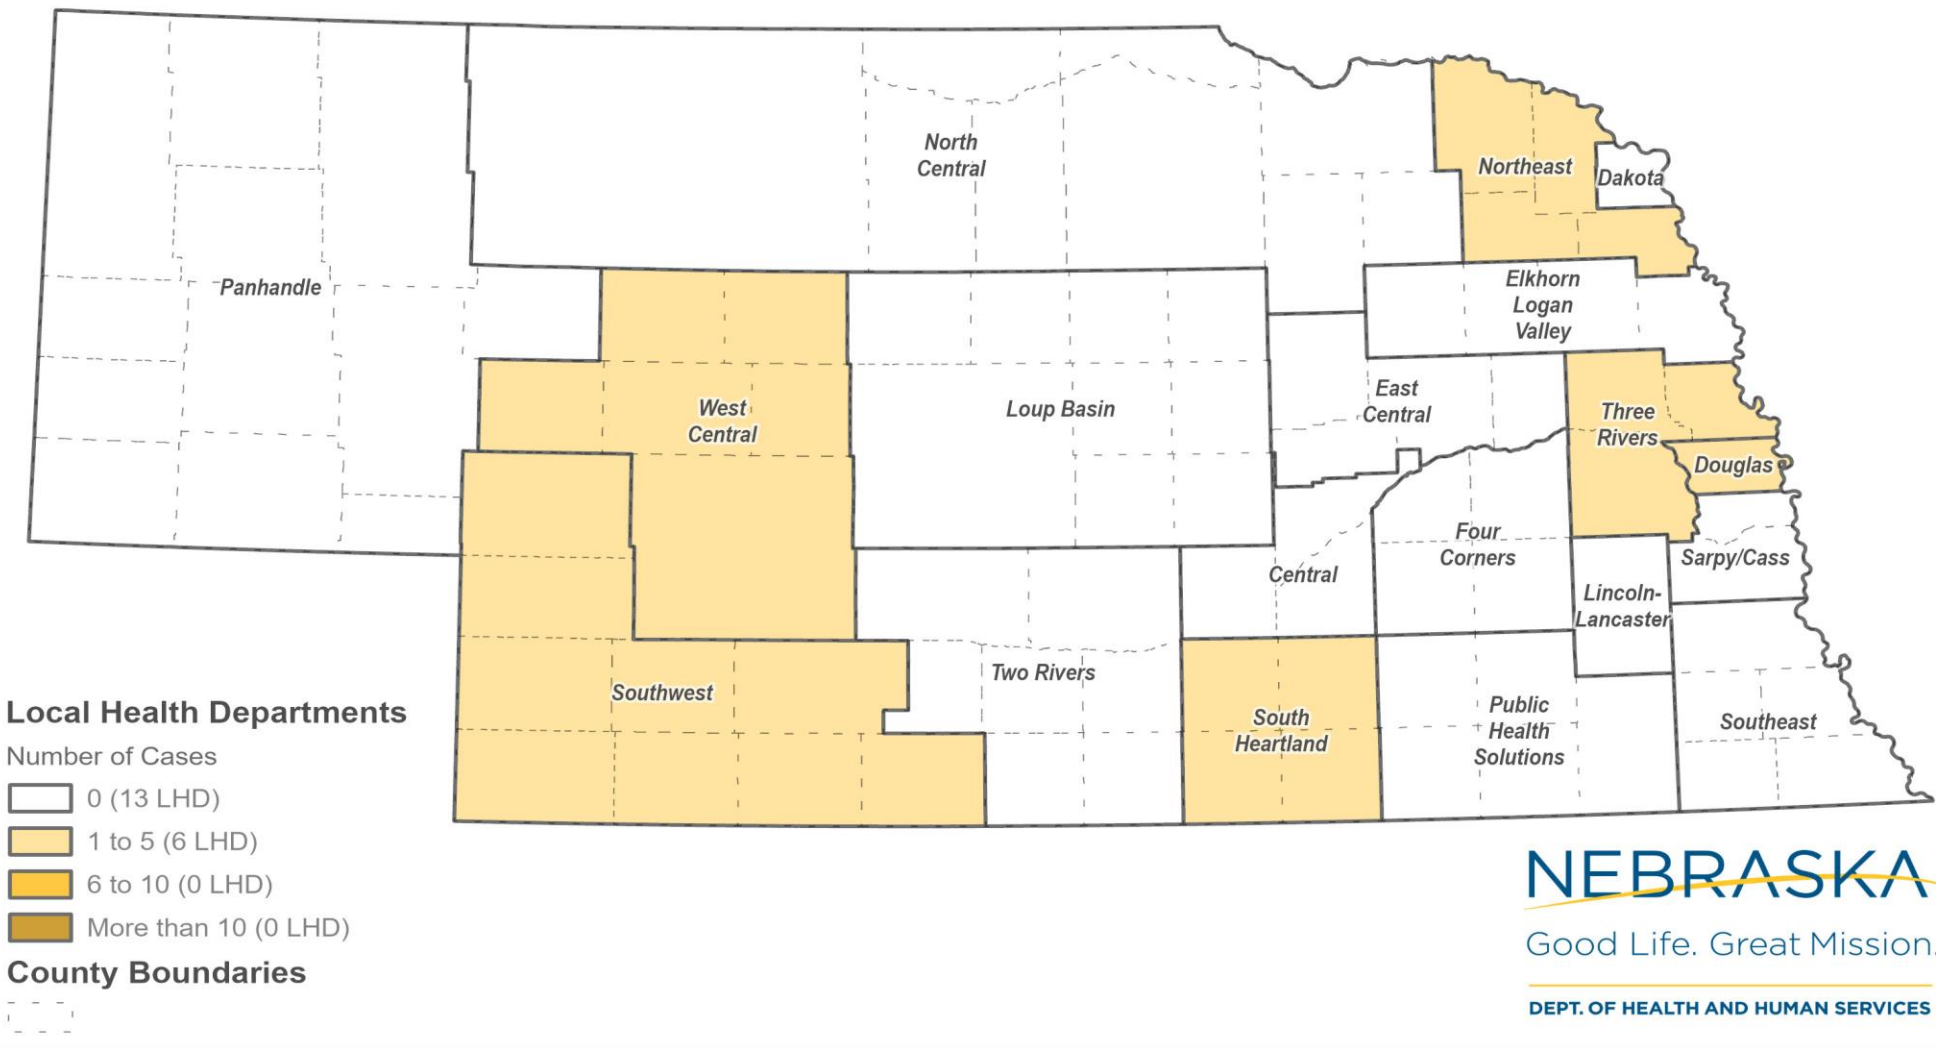 North
Central
Northeast
Dakota
Panhandle
Elkhorn
Logan
Valley
West
Central
Loup Basin
East
Central
Three
Rivers
Douglas
Four
Corners
Central
Sarpy/Cass
Lincoln-
Lancaster
Southwest
Two Rivers
South
Heartland
Public
Health
Solutions
Southeast
Local Health Departments
Number of Cases
0 (13 LHD)
1 to 5 (6 LHD)
6 to 10 (0 LHD)
More than 10 (0 LHD)
County Boundaries
NEBRASKA
Good Life. Great Mission.
DEPT. OF HEALTH AND HUMAN SERVICES